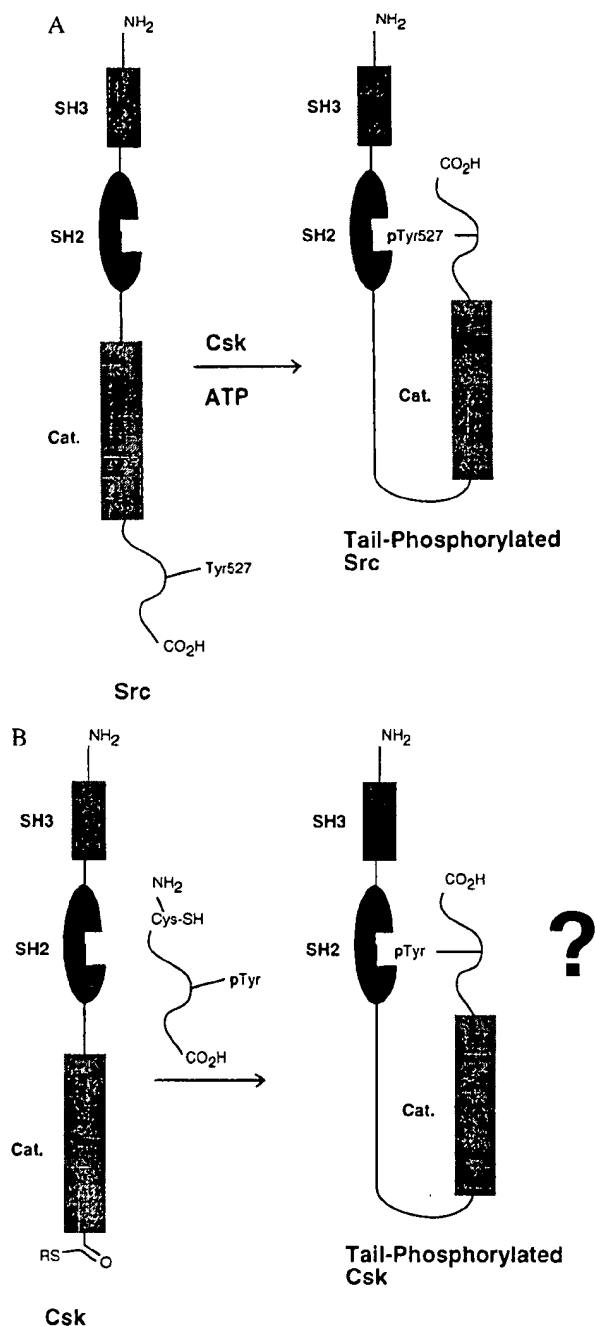 A
NH2
NH2
SH3
SH3
CO2H
SH2
SH2
pTyr527
Csk
ATP
Cat.
Cat.
Tail-Phosphorylated
Src
Tyr527
CO2H
Src
B
NH2
NH2
SH3
SH3
NH2
Cys-SH
CO2H
SH2
SH2
pTyr
?
pTyr
CO2H
Cat.
Cat.
RS
O
Tail-Phosphorylated
Csk
Csk